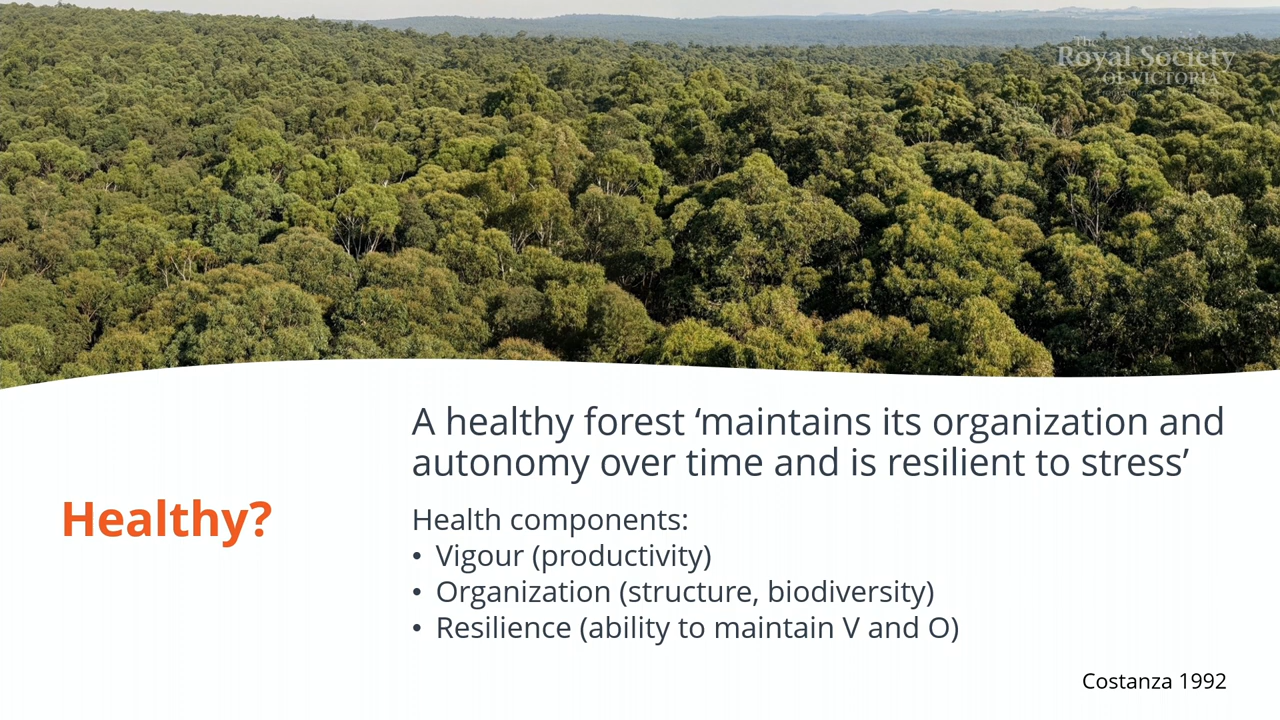 The
Royal Society
OF VICTORIA
A healthy forest ‘maintains its organization and
autonomy over time and is resilient to stress’
Healthy?
Health components:
• Vigour (productivity)
• Organization (structure, biodiversity)
• Resilience (ability to maintain V and O)
Costanza 1992